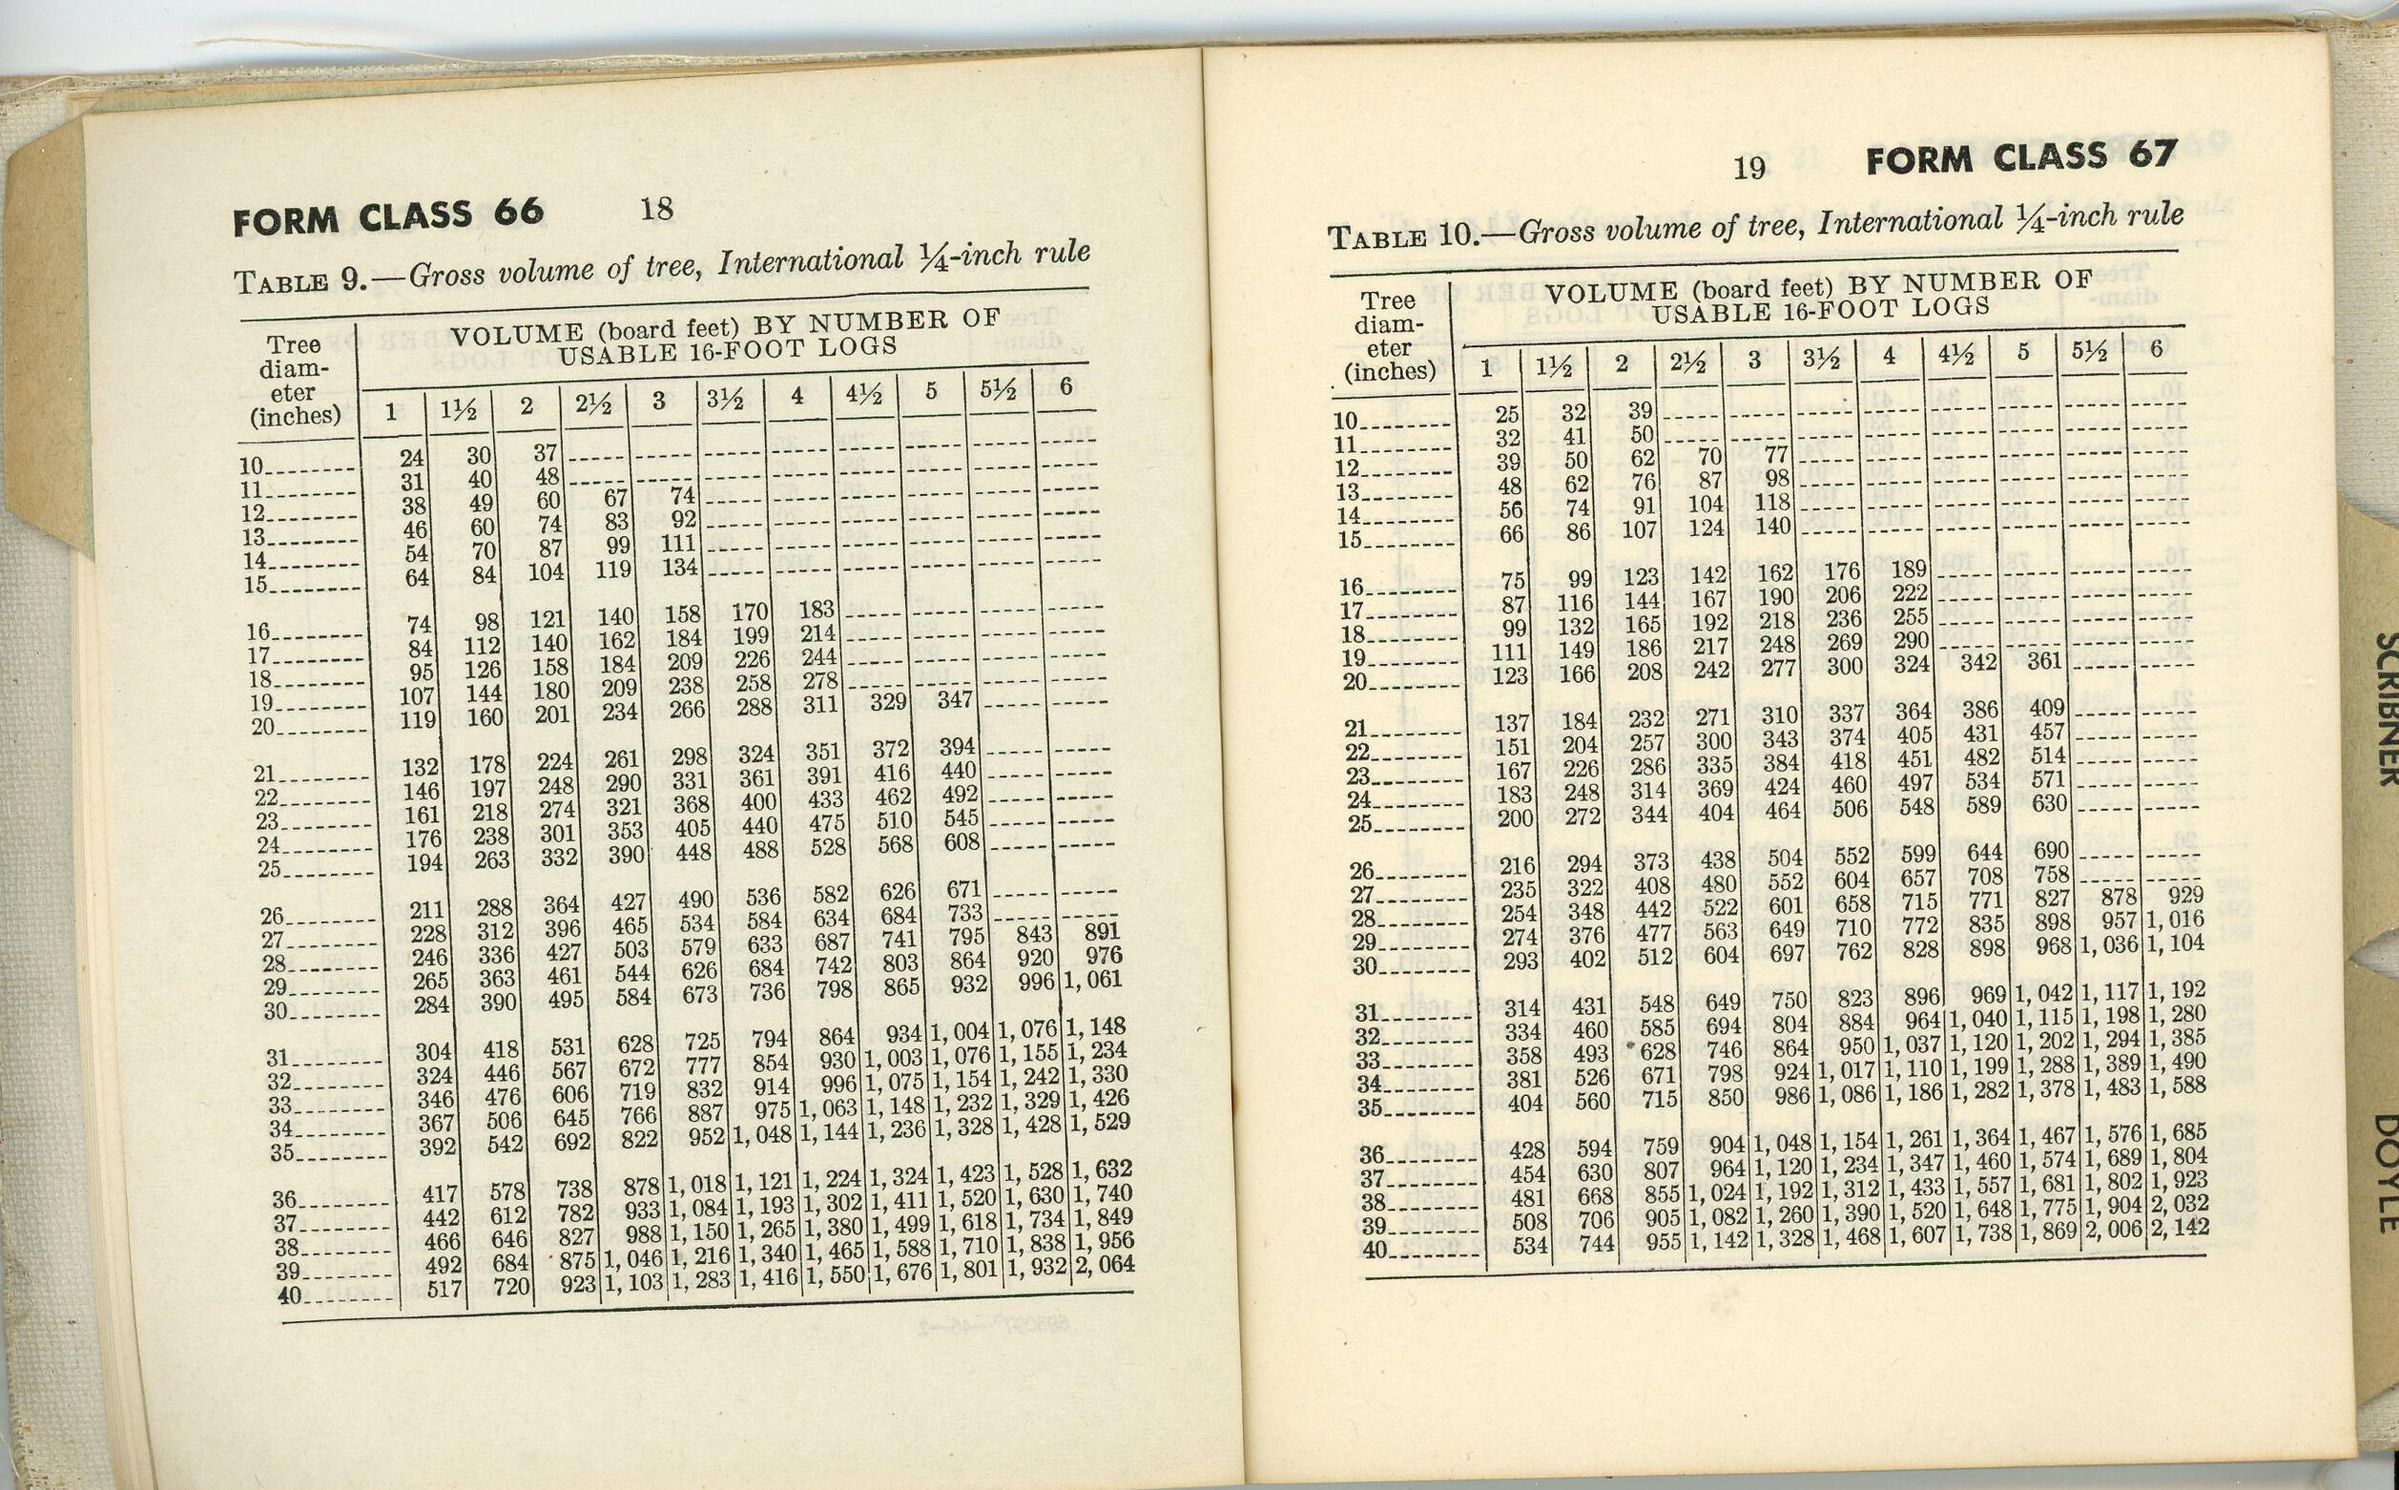 FORM CLASS 66 18
TABLE 9.—Gross volume of tree, International ¼-inch rule
Tree diam-eter (inches)
VOLUME (board feet) BY NUMBER OF
USABLE 16-FOOT LOGS
1 1½ 2 2½ 3 3½ 4 4½ 5 5½ 6
10 24 30 37
11 31 40 48
12 38 49 60 67 74
13 46 60 74 83 92
14 54 70 87 99 111
15 64 84 104 119 134
16 74 98 121 140 158 170 183
17 84 112 140 162 184 199 214
18 95 126 158 184 209 226 244
19 107 144 180 209 238 258 278
20 119 160 201 234 266 288 311 329 347
21 132 178 224 261 298 324 351 372 394
22 146 197 248 290 331 361 391 416 440
23 161 218 274 321 368 400 433 462 492
24 176 238 301 353 405 440 475 510 545
25 194 263 332 390 448 488 528 568 608
26 211 288 364 427 490 536 582 626 671
27 228 312 396 465 534 584 634 684 733
28 246 336 427 503 579 633 687 741 795 843 891
29 265 363 461 544 626 684 742 803 864 920 976
30 284 390 495 584 673 736 798 865 932 996 1,061
31 304 418 531 628 725 794 864 934 1,004 1,076 1,148
32 324 446 567 672 777 854 930 1,003 1,076 1,155 1,234
33 346 476 606 719 832 914 996 1,075 1,154 1,242 1,330
34 367 506 645 766 887 975 1,063 1,148 1,232 1,329 1,426
35 392 542 692 822 952 1,048 1,144 1,236 1,328 1,428 1,529
36 417 578 738 878 1,018 1,121 1,224 1,324 1,423 1,528 1,632
37 442 612 782 933 1,084 1,193 1,302 1,411 1,520 1,630 1,740
38 466 646 827 988 1,150 1,265 1,380 1,499 1,618 1,734 1,849
39 492 684 875 1,046 1,216 1,340 1,465 1,588 1,710 1,838 1,956
40 517 720 923 1,103 1,283 1,416 1,550 1,676 1,801 1,932 2,064
19 FORM CLASS 67
TABLE 10.—Gross volume of tree, International ¼-inch rule
Tree diam-eter (inches)
VOLUME (board feet) BY NUMBER OF
USABLE 16-FOOT LOGS
1 1½ 2 2½ 3 3½ 4 4½ 5 5½ 6
10 25 32 39
11 32 41 50
12 39 50 62 70 77
13 48 62 76 87 98
14 56 74 91 104 118
15 66 86 107 124 140
16 75 99 123 142 162 176 189
17 87 116 144 167 190 206 222
18 99 132 165 192 218 236 255
19 111 149 186 217 248 269 290
20 123 166 208 242 277 300 324 342 361
21 137 184 232 271 310 337 364 386 409
22 151 204 257 300 343 374 405 431 457
23 167 226 286 335 384 418 451 482 514
24 183 248 314 369 424 460 497 534 571
25 200 272 344 404 464 506 548 589 630
26 216 294 373 438 504 552 599 644 690
27 235 322 408 480 552 604 657 708 758
28 254 348 442 522 601 658 715 771 827 878 929
29 274 376 477 563 649 710 772 835 898 957 1,016
30 293 402 512 604 697 762 828 898 968 1,036 1,104
31 314 431 548 649 750 823 896 969 1,042 1,117 1,192
32 334 460 585 694 804 884 964 1,040 1,115 1,198 1,280
33 358 493 628 746 864 950 1,037 1,120 1,202 1,294 1,385
34 381 526 671 798 924 1,017 1,110 1,199 1,288 1,389 1,490
35 404 560 715 850 986 1,086 1,186 1,282 1,378 1,483 1,588
36 428 594 759 904 1,048 1,154 1,261 1,364 1,467 1,576 1,685
37 454 630 807 964 1,120 1,234 1,347 1,460 1,574 1,689 1,804
38 481 668 855 1,024 1,192 1,312 1,433 1,557 1,681 1,802 1,923
39 508 706 905 1,082 1,260 1,390 1,520 1,648 1,775 1,904 2,032
40 534 744 955 1,142 1,328 1,468 1,607 1,738 1,869 2,006 2,142
SCRIBNER
DOYLE